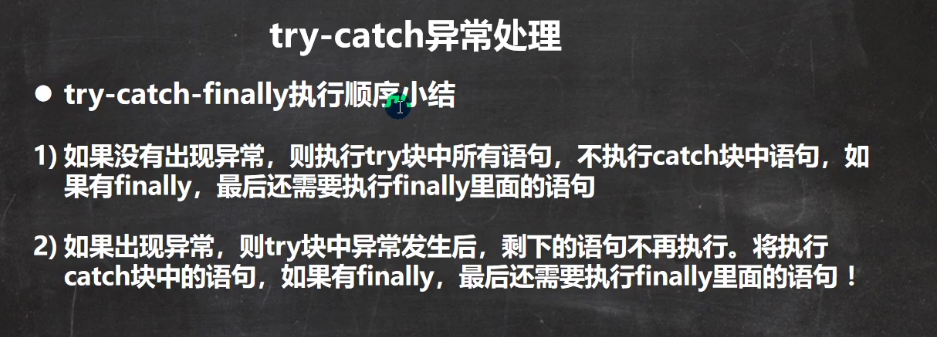 try-catch异常处理
try-catch-finally执行顺序小结
1) 如果没有出现异常，则执行try块中所有语句，不执行catch块中语句，如
果有finally，最后还需要执行finally里面的语句
2) 如果出现异常，则try块中异常发生后，剩下的语句不再执行。将执行
catch块中的语句，如果有finally，最后还需要执行finally里面的语句！